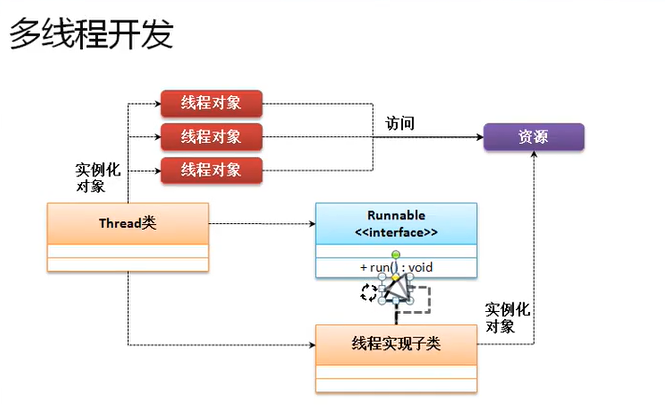 多线程开发
线程对象
线程对象
线程对象
访问
资源
实例化
对象
Thread类
Runnable
<<interface>>
+ run() : void
实例化
对象
线程实现子类